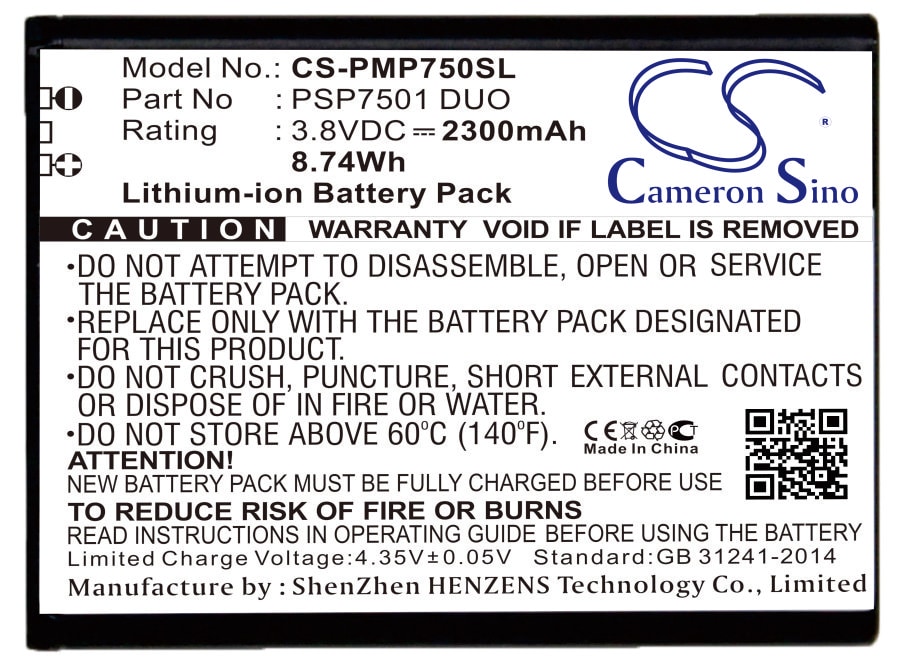 Model No.: CS-PMP750SL
Part No : PSP7501 DUO
Rating : 3.8VDC ⎓ 2300mAh
8.74Wh
Lithium-ion Battery Pack
CS
®
Cameron Sino
CAUTION WARRANTY VOID IF LABEL IS REMOVED
•DO NOT ATTEMPT TO DISASSEMBLE, OPEN OR SERVICE
THE BATTERY PACK.
•REPLACE ONLY WITH THE BATTERY PACK DESIGNATED
FOR THIS PRODUCT.
•DO NOT CRUSH, PUNCTURE, SHORT EXTERNAL CONTACTS
OR DISPOSE OF IN FIRE OR WATER.
•DO NOT STORE ABOVE 60°C (140°F).
CE PCT
Made In China
ATTENTION!
NEW BATTERY PACK MUST BE FULLY CHARGED BEFORE USE
TO REDUCE RISK OF FIRE OR BURNS
READ INSTRUCTIONS IN OPERATING GUIDE BEFORE USING THE BATTERY
Limited Charge Voltage:4.35V±0.05V Standard:GB 31241-2014
Manufacture by : ShenZhen HENZENS Technology Co., Limited